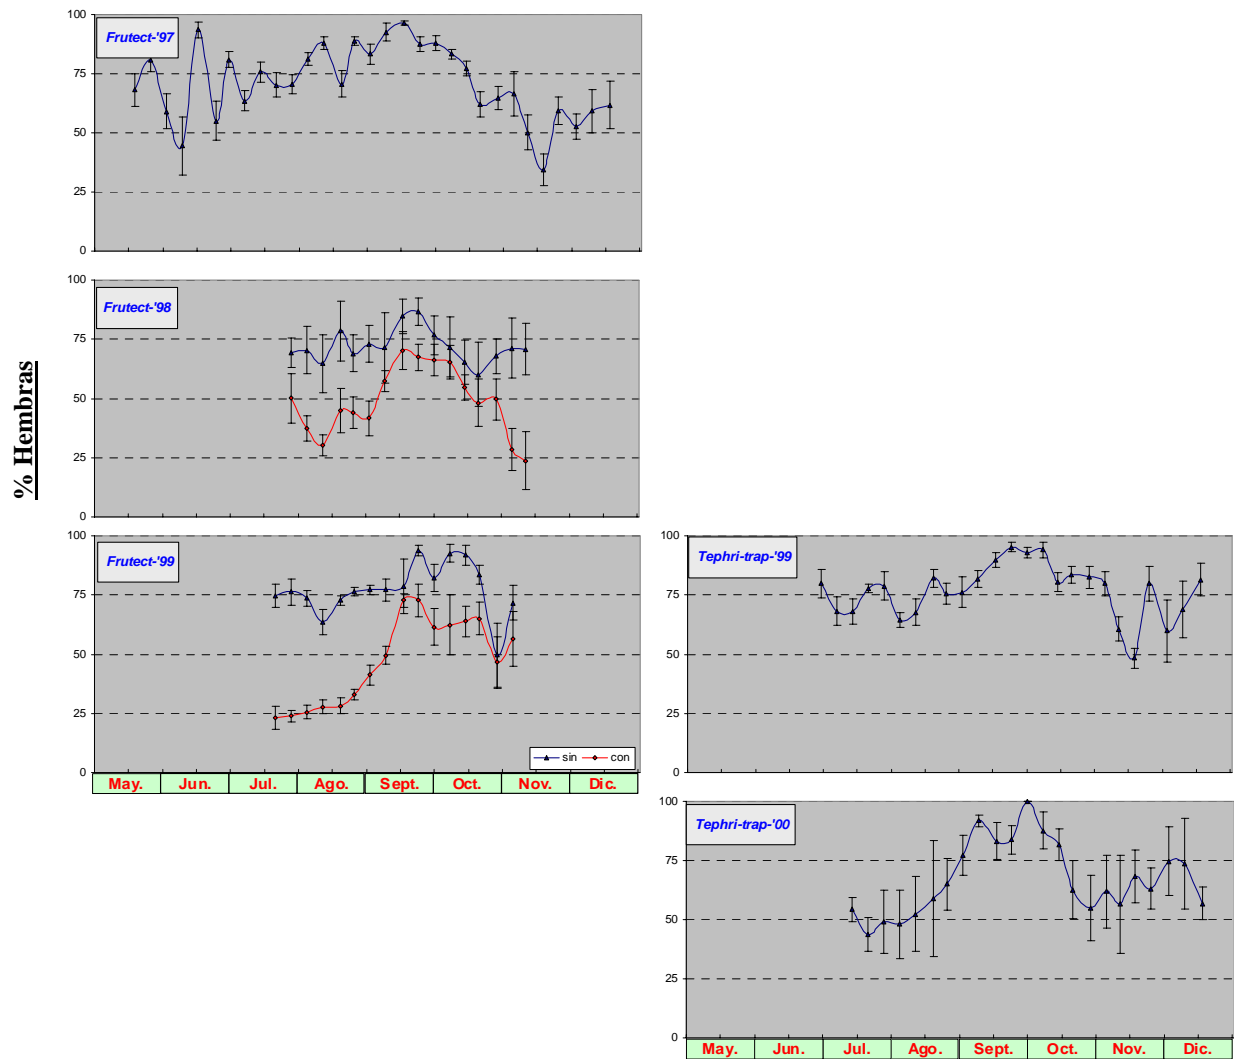 % Hembras
Frutect-'97
100
75
50
25
0
Frutect-'98
100
75
50
25
0
Frutect-'99
100
75
50
25
0
sin con
May. Jun. Jul. Ago. Sept. Oct. Nov. Dic.
Tephri-trap-'99
100
75
50
25
0
Tephri-trap-'00
100
75
50
25
0
May. Jun. Jul. Ago. Sept. Oct. Nov. Dic.